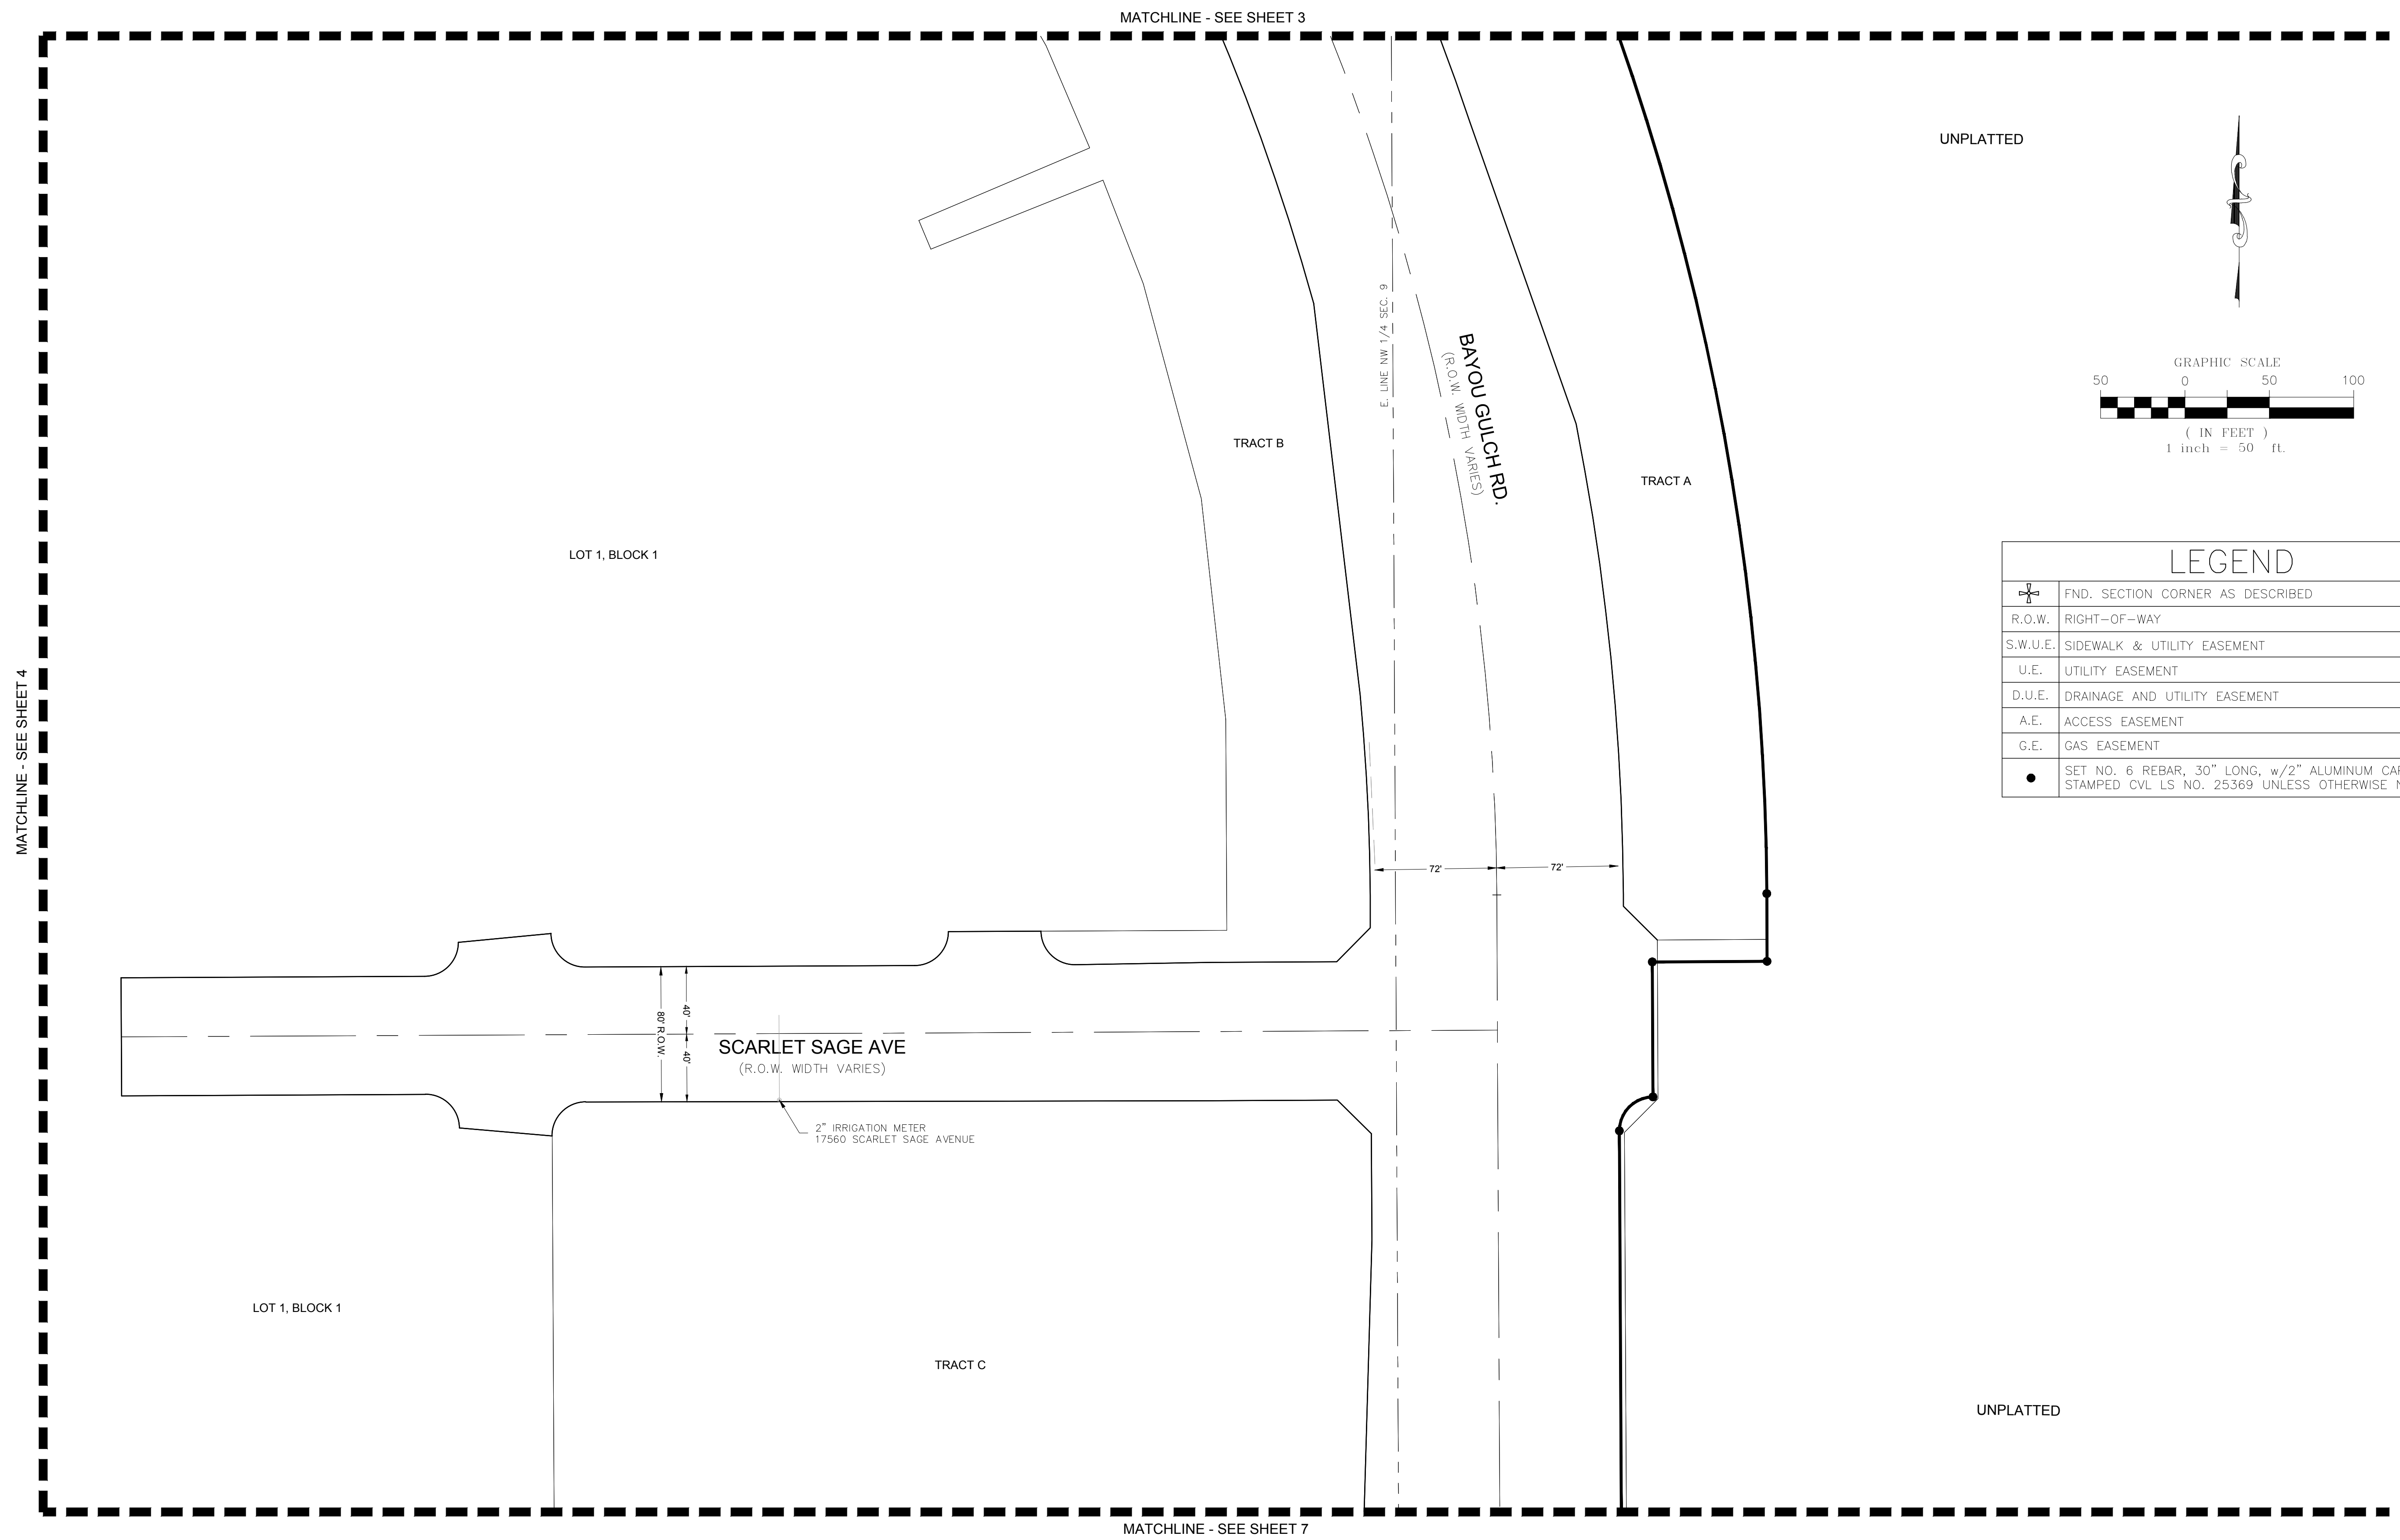 MATCHLINE - SEE SHEET 3
UNPLATTED
GRAPHIC SCALE
50 0 50 100
( IN FEET )
1 inch = 50 ft.
E. LINE NW 1/4 SEC. 9
BAYOU GULCH RD.
(R.O.W. WIDTH VARIES)
TRACT B
TRACT A
LOT 1, BLOCK 1
LEGEND
FND. SECTION CORNER AS DESCRIBED
R.O.W. RIGHT-OF-WAY
S.W.U.E. SIDEWALK & UTILITY EASEMENT
U.E. UTILITY EASEMENT
D.U.E. DRAINAGE AND UTILITY EASEMENT
A.E. ACCESS EASEMENT
G.E. GAS EASEMENT
SET NO. 6 REBAR, 30" LONG, w/2" ALUMINUM
STAMPED CVL LS NO. 25369 UNLESS OTHERWISE
MATCHLINE - SEE SHEET 4
72' 72'
80' R.O.W.
40'
40'
SCARLET SAGE AVE
(R.O.W. WIDTH VARIES)
2" IRRIGATION METER
17560 SCARLET SAGE AVENUE
LOT 1, BLOCK 1
TRACT C
UNPLATTED
MATCHLINE - SEE SHEET 7